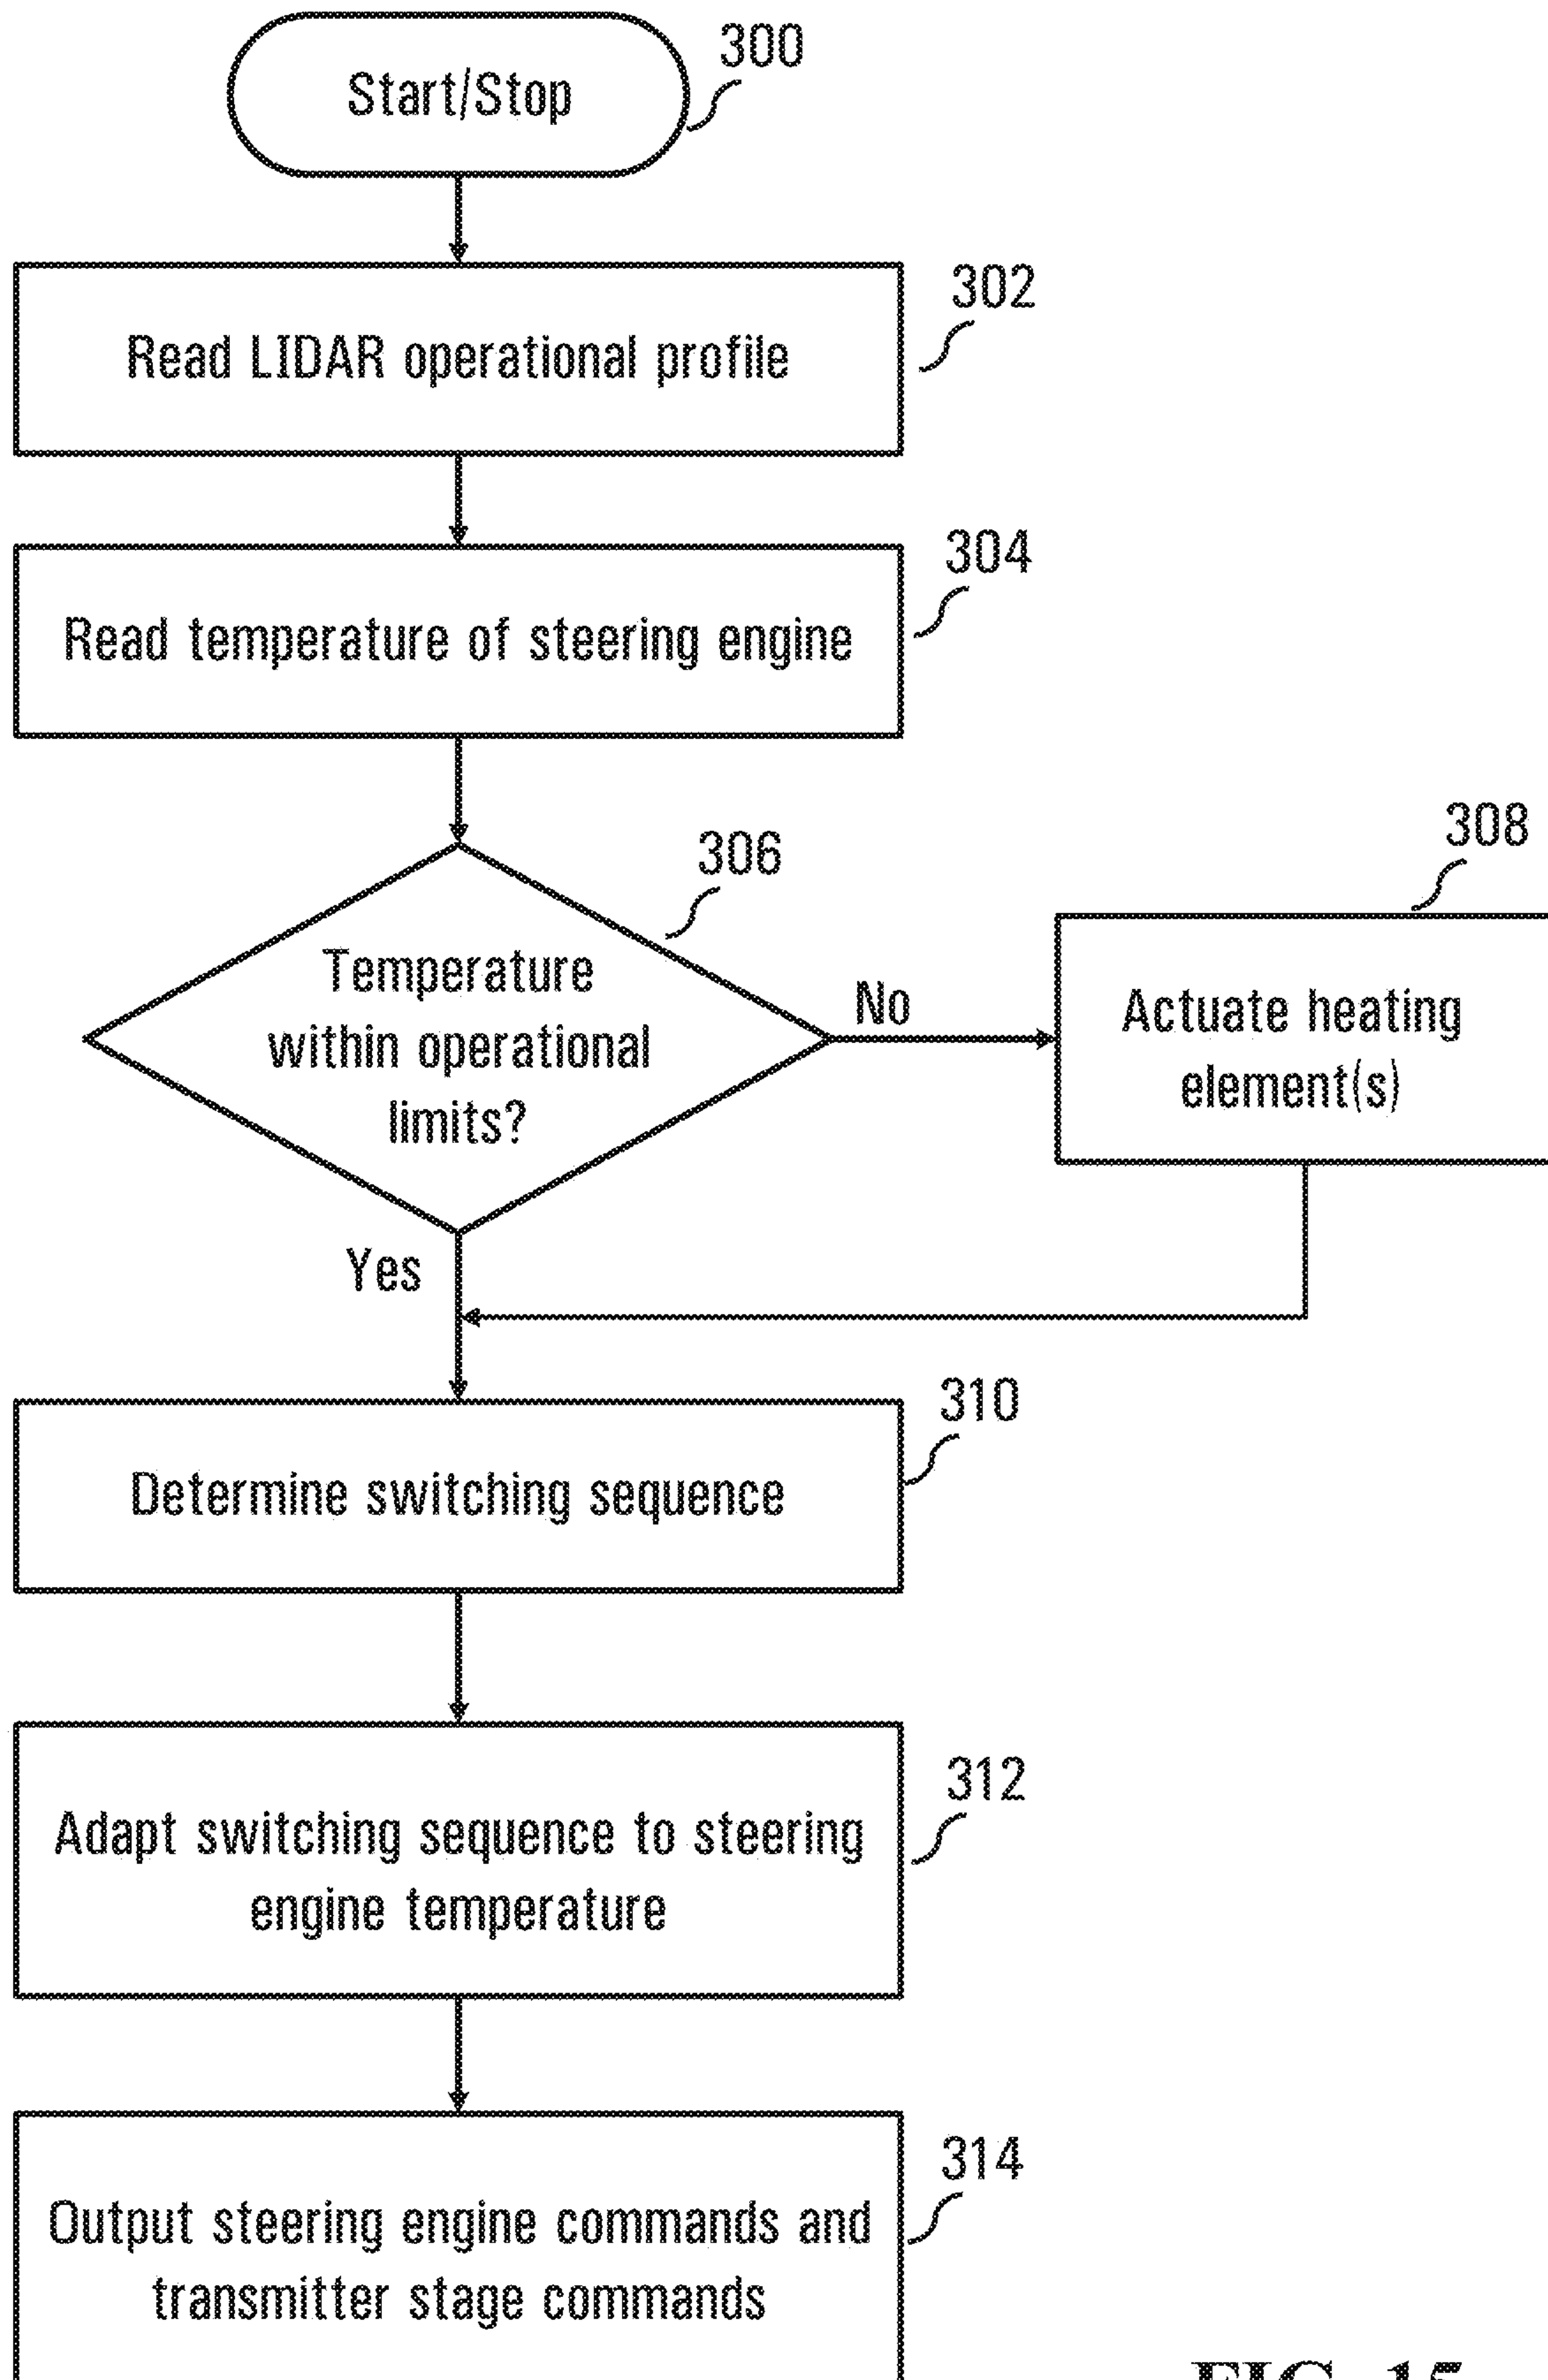 Start/Stop
300
Read LIDAR operational profile
302
Read temperature of steering engine
304
306
Temperature
within operational
limits?
No
308
Actuate heating
element(s)
Yes
Determine switching sequence
310
Adapt switching sequence to steering
engine temperature
312
Output steering engine commands and
transmitter stage commands
314